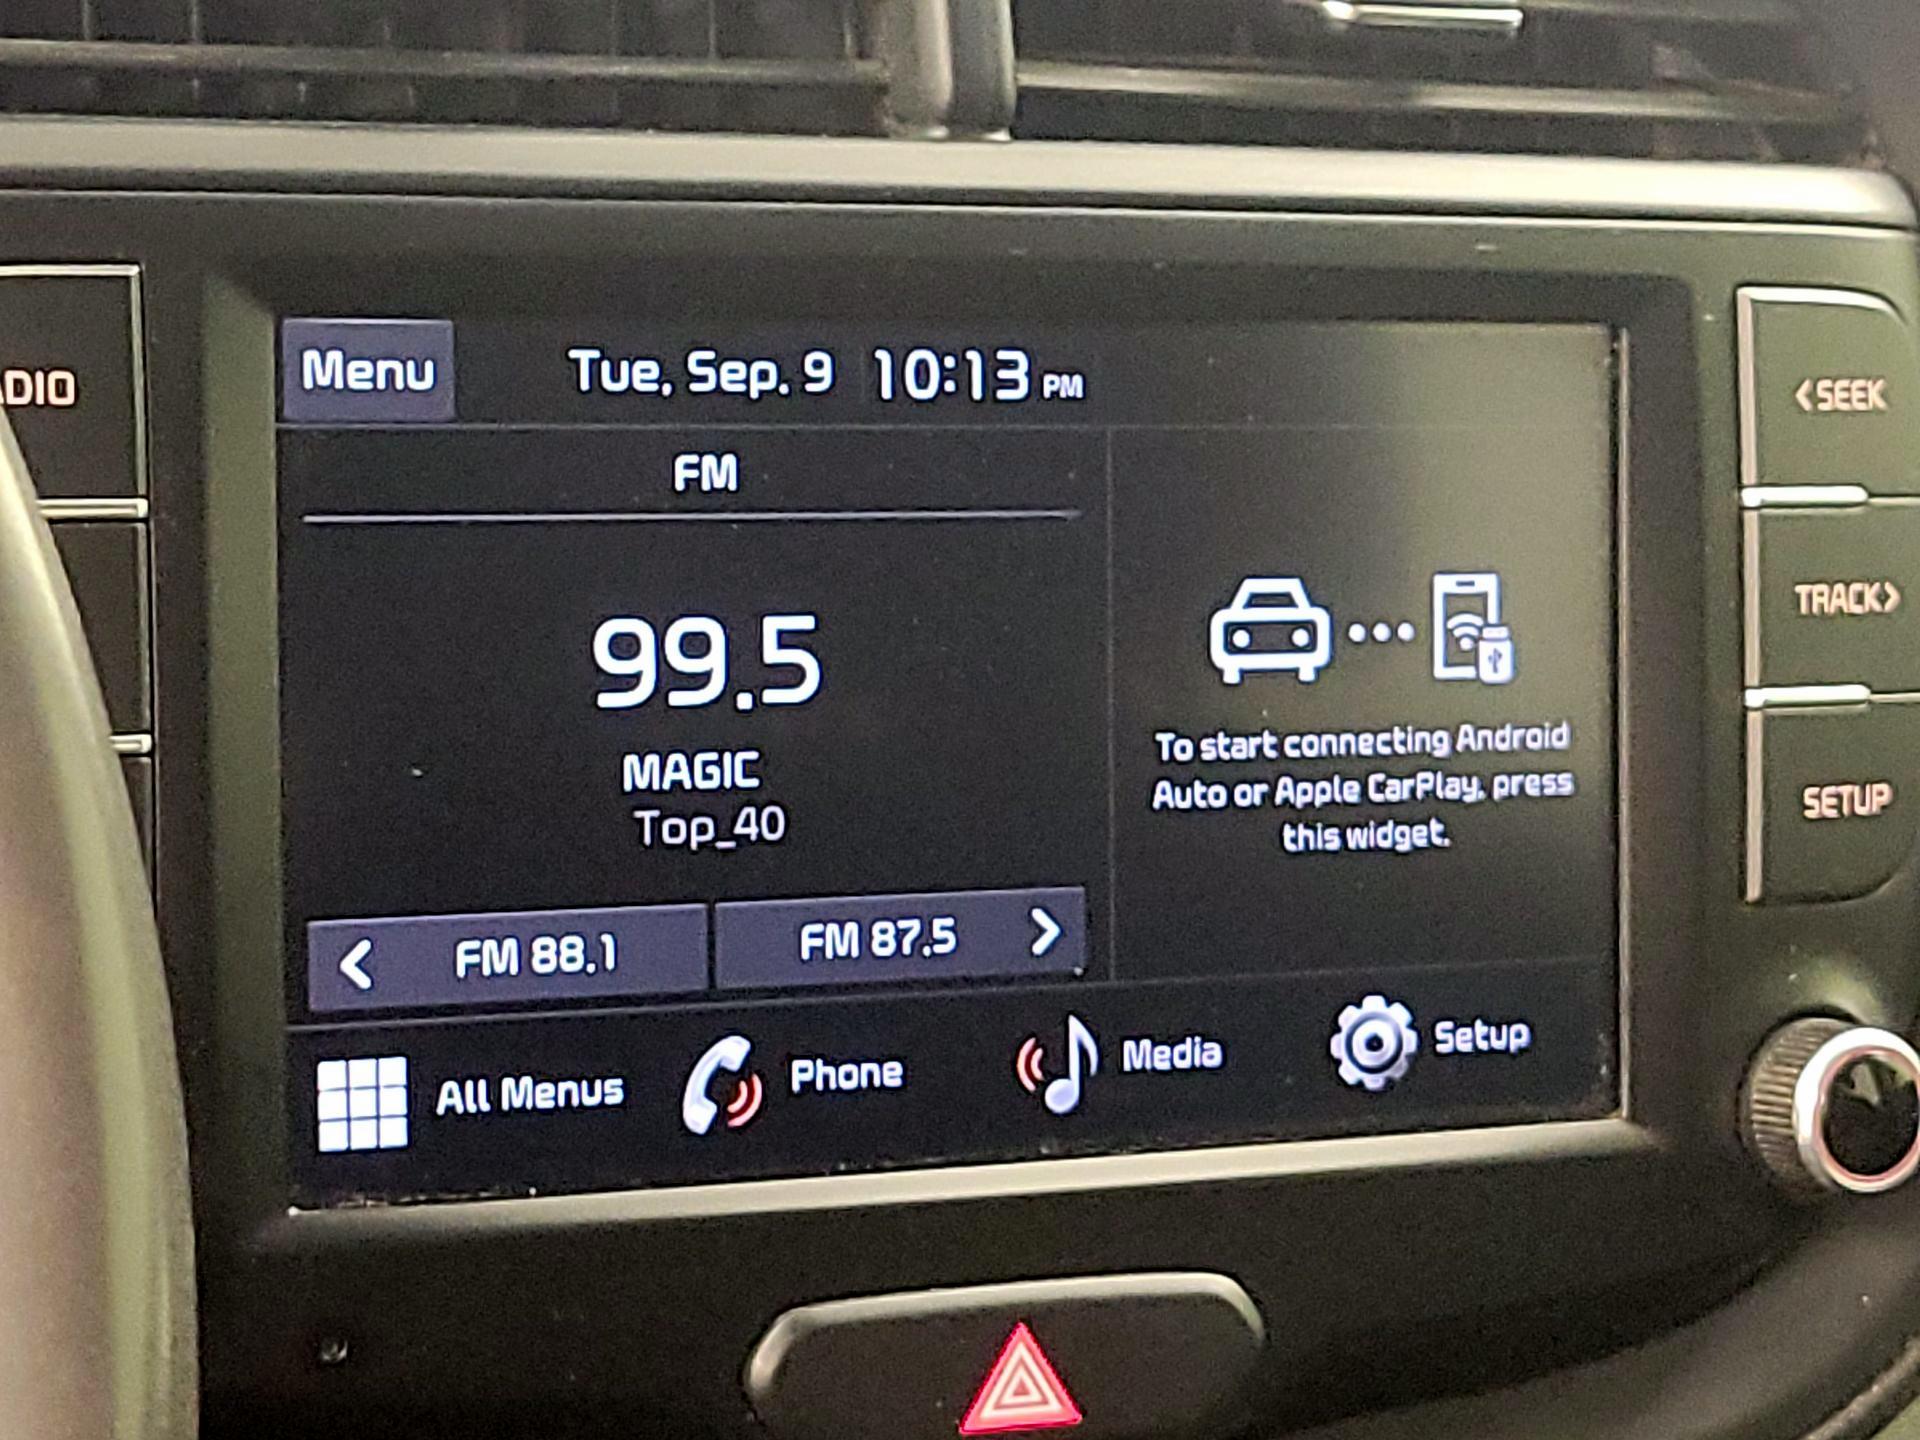 Menu Tue, Sep. 9 10:13 PM
FM
99.5
MAGIC
Top_40
FM 88.1
FM 87.5
To start connecting Android
Auto or Apple CarPlay, press
this widget.
All Menus
Phone
Media
Setup
ADIO
<SEEK
TRACK>
SETUP